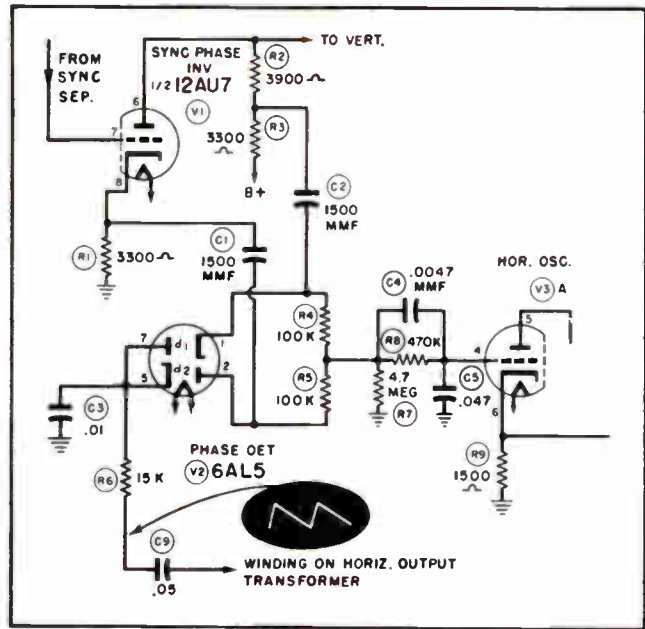 FROM
SYNC
SEP.
SYNC PHASE
INV
1/2 12AU7
V1
6
7
8
TO VERT.
R2
3900 Ω
R3
3300
Ω
B+
C2
1500
MMF
C1
1500
MMF
R1
3300 Ω
C4
.0047
MMF
HOR. OSC.
V3 A
5
4
6
R4
100 K
R8 470K
R5
100 K
4.7
MEG
R7
C5
.047
7
d1
1
5
d2
2
C3
.01
PHASE DET
V2 6AL5
R6
15 K
R9
1500
Ω
C9
.05
WINDING ON HORIZ. OUTPUT
TRANSFORMER